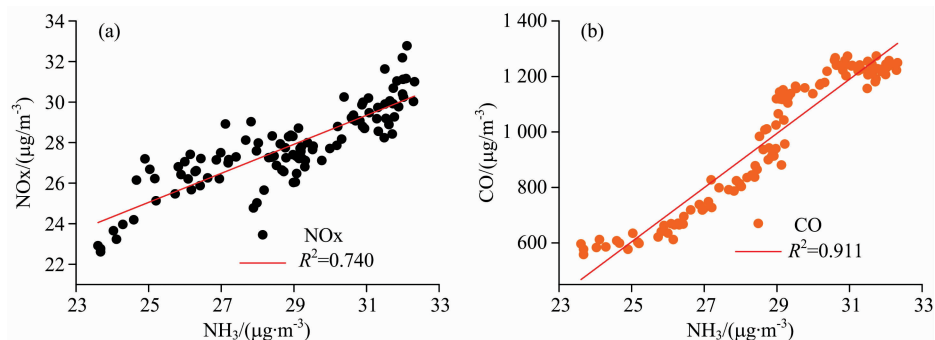 (a)
NOx/(μg/m⁻³)
34
32
30
28
26
24
22
NOx
R²=0.740
23 25 27 29 31 33
NH₃/(μg·m⁻³)
(b)
CO/(μg/m⁻³)
1 400
1 200
1 000
800
600
CO
R²=0.911
23 25 27 29 31 33
NH₃/(μg·m⁻³)